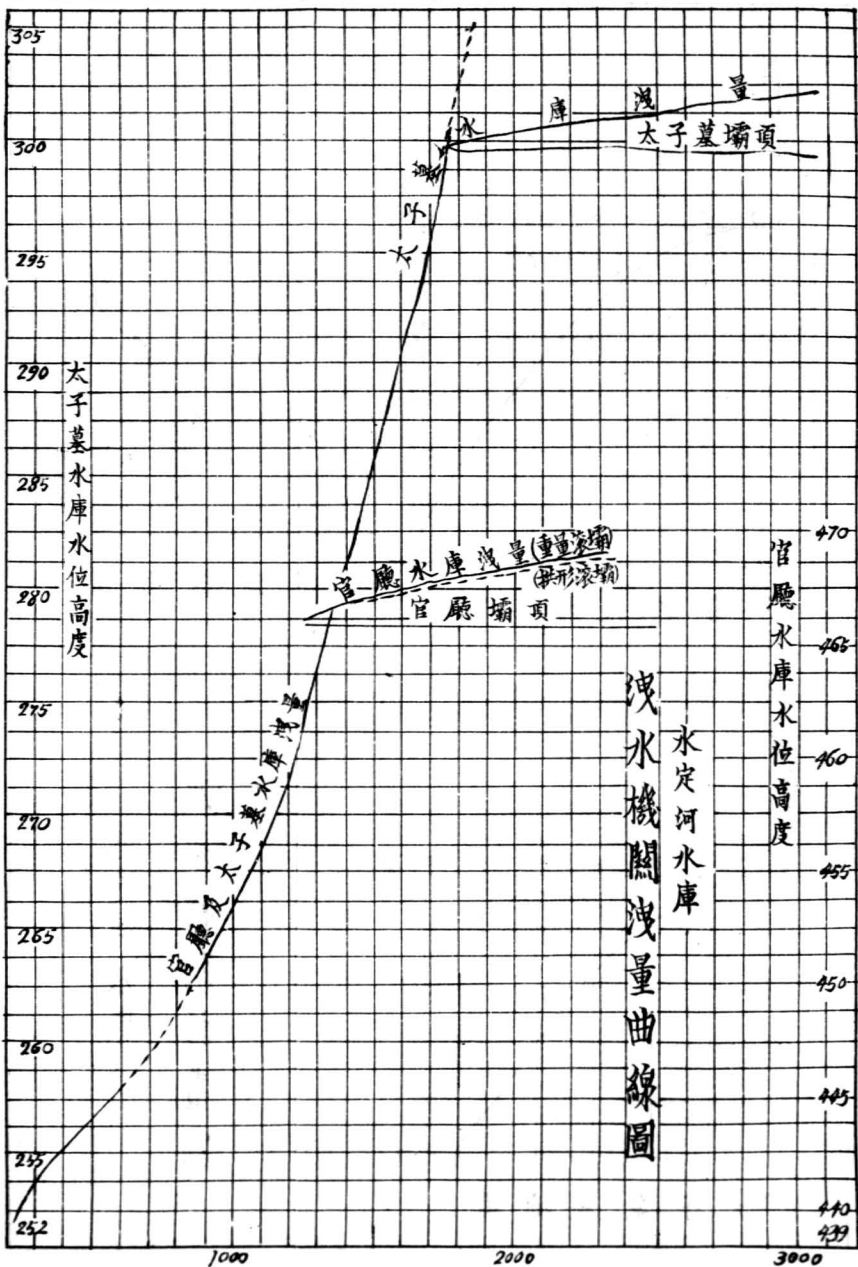 洩水機關洩量曲線圖
水定河水庫
太子墓水庫水位高度
官廳水庫水位高度
305
300
295
290
285
280
275
270
265
260
255
252
470
465
460
455
450
445
440
439
1000
2000
3000
太子墓水庫洩量
太子墓壩頂
官廳水庫洩量(重量滾壩)
(拱形滾壩)
官廳壩頂
官廳及太子墓水庫洩量